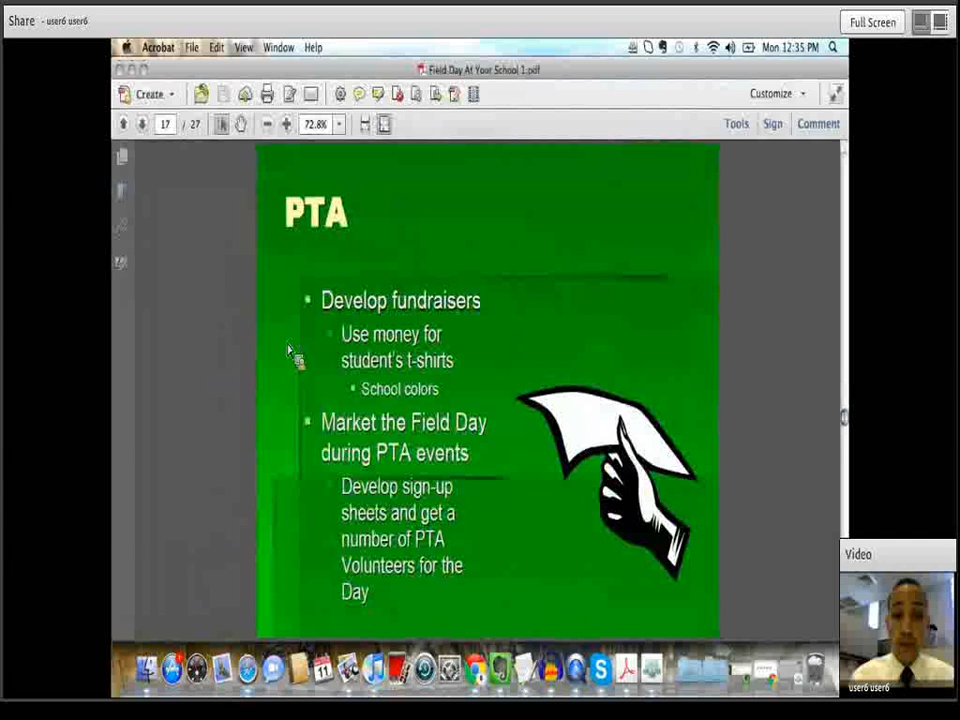 Share - user6 user6
Full Screen
Acrobat File Edit View Window Help
Mon 12:35 PM
Field Day At Your School 1.pdf
Create
Customize
17 / 27
72.8%
Tools Sign Comment
PTA
• Develop fundraisers
Use money for
student's t-shirts
• School colors
• Market the Field Day
during PTA events
Develop sign-up
sheets and get a
number of PTA
Volunteers for the
Day
Video
11
user6 user6